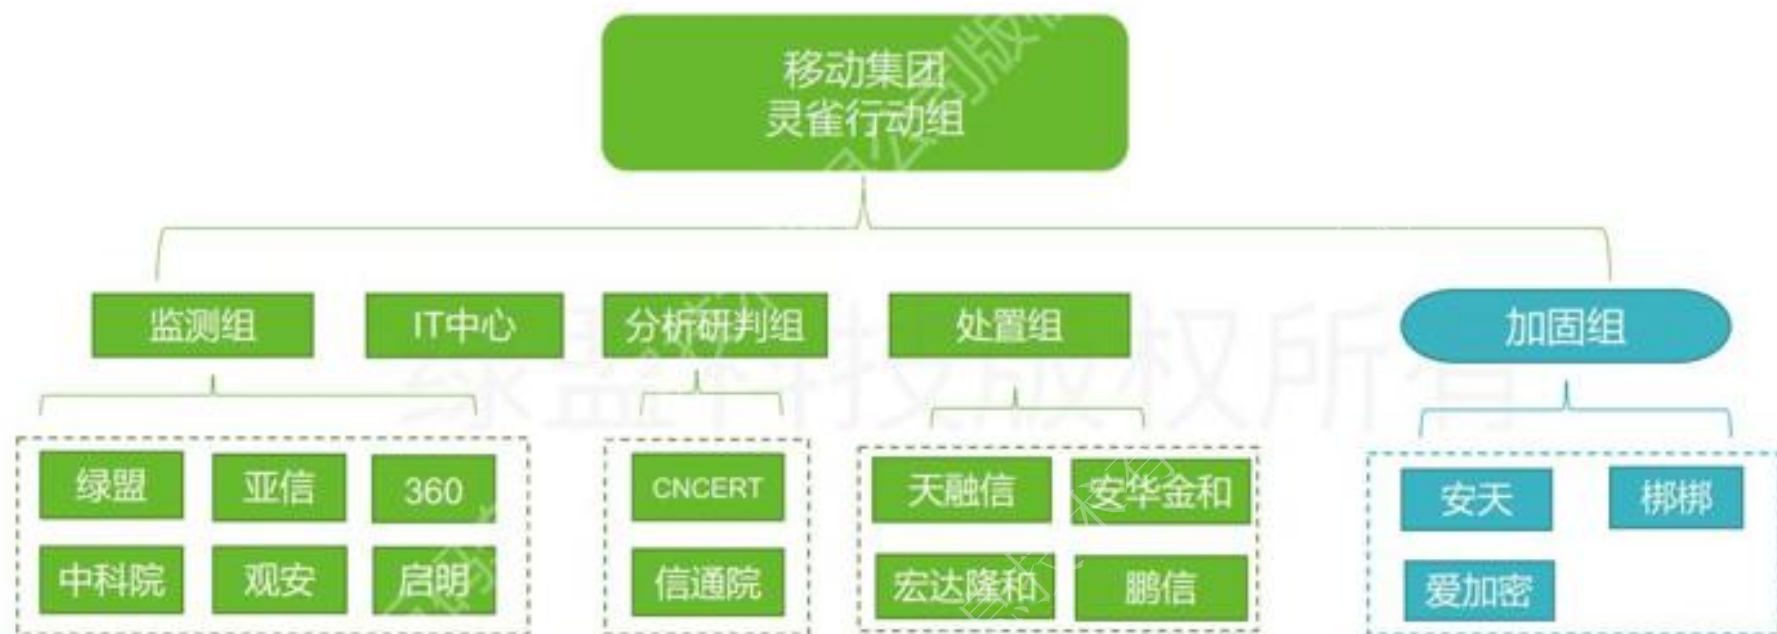 移动集团
灵雀行动组
监测组
IT中心
分析研判组
处置组
加固组
绿盟
亚信
360
CNCERT
天融信
安华金和
安天
梆梆
中科院
观安
启明
信通院
宏达隆和
鹏信
爱加密
绿盟科技版权所有